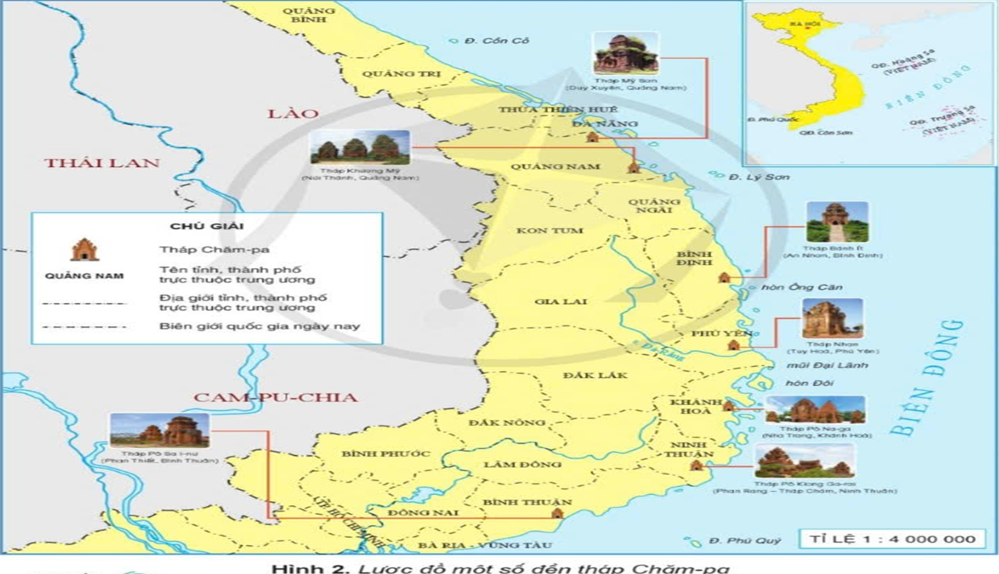 QUẢNG
BÌNH
Đ. Cồn Cỏ
QUẢNG TRỊ
Tháp Mỹ Sơn
(Duy Xuyên, Quảng Nam)
HÀ NỘI
QĐ. Hoàng Sa
(VIỆT NAM)
BIỂN ĐÔNG
QĐ. Trường Sa
(VIỆT NAM)
Đ. Phú Quốc
QĐ. Côn Sơn
LÀO
THỪA THIÊN HUẾ
ĐÀ NẴNG
THÁI LAN
Tháp Khương Mỹ
(Núi Thành, Quảng Nam)
QUẢNG NAM
Đ. Lý Sơn
QUẢNG
NGÃI
CHÚ GIẢI
Tháp Chăm-pa
QUẢNG NAM
Tên tỉnh, thành phố
trực thuộc trung ương
Địa giới tỉnh, thành phố
trực thuộc trung ương
Biên giới quốc gia ngày nay
KON TUM
Tháp Bánh Ít
(An Nhơn, Bình Định)
BÌNH
ĐỊNH
hòn Ông Căn
GIA LAI
PHÚ YÊN
Tháp Nhạn
(Tuy Hoà, Phú Yên)
s. Đà Rằng
mũi Đại Lãnh
ĐẮK LẮK
hòn Đôi
BIỂN ĐÔNG
CAM-PU-CHIA
KHÁNH
HOÀ
Tháp Pô Na-ga
(Nha Trang, Khánh Hoà)
ĐẮK NÔNG
Tháp Pô Sa I-nư
(Phan Thiết, Bình Thuận)
BÌNH PHƯỚC
NINH
THUẬN
LÂM ĐỒNG
Tháp Pô Klong Ga-rai
(Phan Rang – Tháp Chàm, Ninh Thuận)
BÌNH THUẬN
ĐỒNG NAI
TP. HỒ CHÍ MINH
BÀ RỊA - VŨNG TÀU
Đ. Phú Quý
TỈ LỆ 1 : 4 000 000
Hình 2. Lược đồ một số đền tháp Chăm-pa